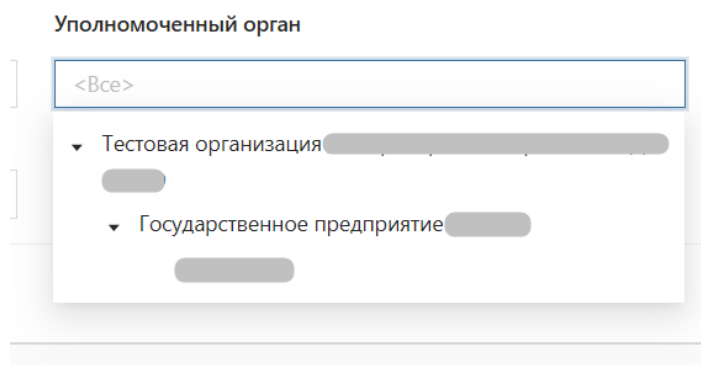 Уполномоченный орган
<Все>
Тестовая организация
Государственное предприятие